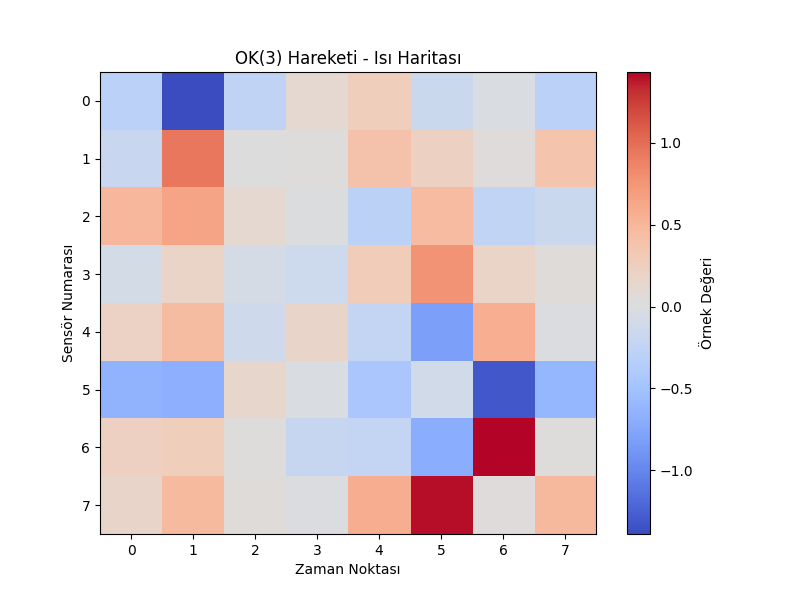 OK(3) Hareketi - Isı Haritası
Sensör Numarası
0
1
2
3
4
5
6
7
0 1 2 3 4 5 6 7
Zaman Noktası
1.0
0.5
0.0
−0.5
−1.0
Örnek Değeri